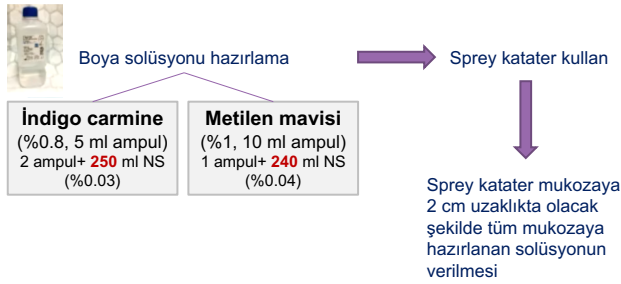 Boya solüsyonu hazırlama
Sprey katater kullan
İndigo carmine
(%0.8, 5 ml ampul)
2 ampul+ 250 ml NS
(%0.03)
Metilen mavisi
(%1, 10 ml ampul)
1 ampul+ 240 ml NS
(%0.04)
Sprey katater mukozaya
2 cm uzaklıkta olacak
şekilde tüm mukozaya
hazırlanan solüsyonun
verilmesi